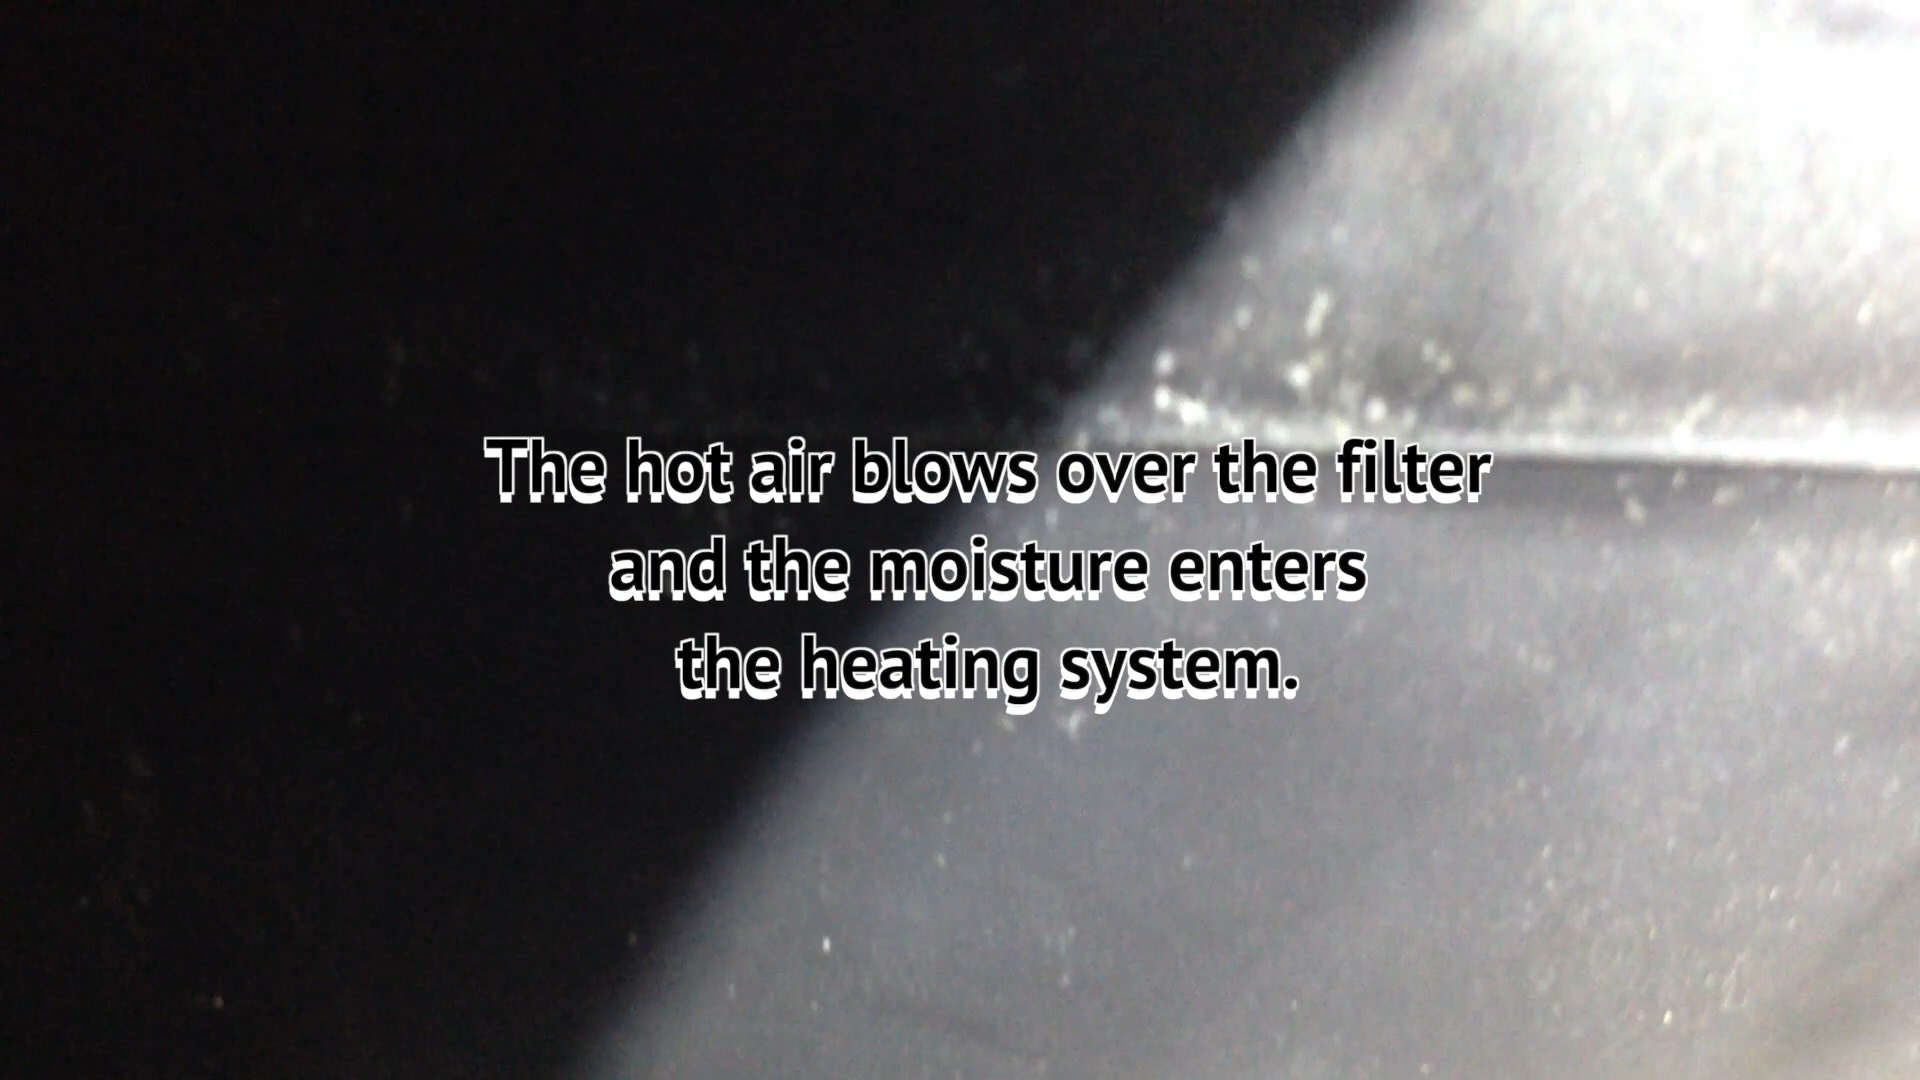 The hot air blows over the filter
and the moisture enters
the heating system.